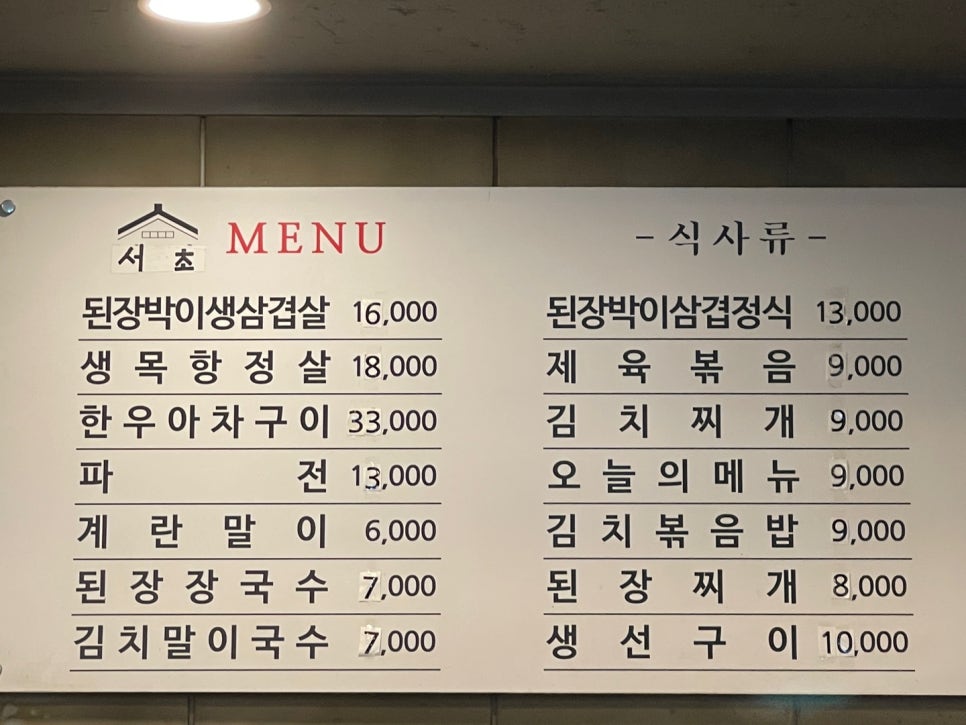 서초 MENU
된장박이생삼겹살 16,000
생목항정살 18,000
한우아차구이 33,000
파전 13,000
계란말이 6,000
된장장국수 7,000
김치말이국수 7,000
- 식사류 -
된장박이삼겹정식 13,000
제육볶음 9,000
김치찌개 9,000
오늘의메뉴 9,000
김치볶음밥 9,000
된장찌개 8,000
생선구이 10,000